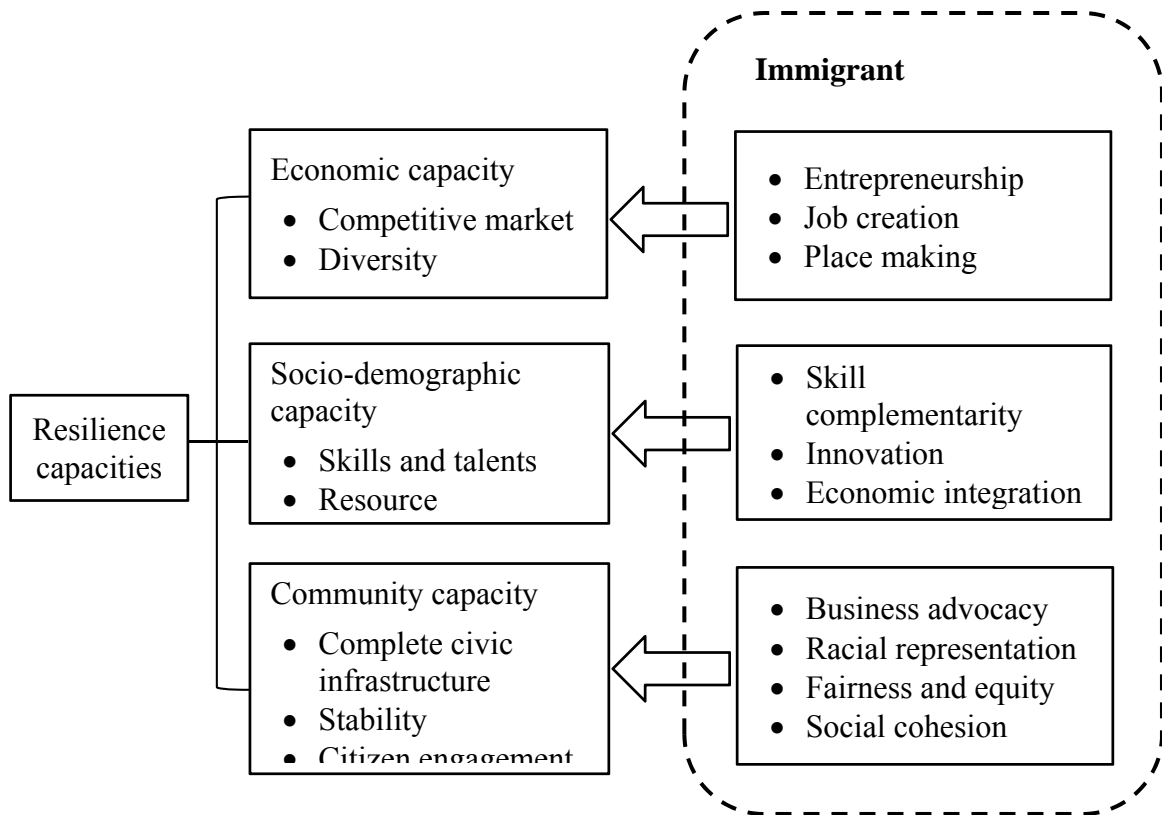 Immigrant
Resilience
capacities
Economic capacity
• Competitive market
• Diversity
• Entrepreneurship
• Job creation
• Place making
Socio-demographic
capacity
• Skills and talents
• Resource
• Skill
complementarity
• Innovation
• Economic integration
Community capacity
• Complete civic
infrastructure
• Stability
• Citizen engagement
• Business advocacy
• Racial representation
• Fairness and equity
• Social cohesion